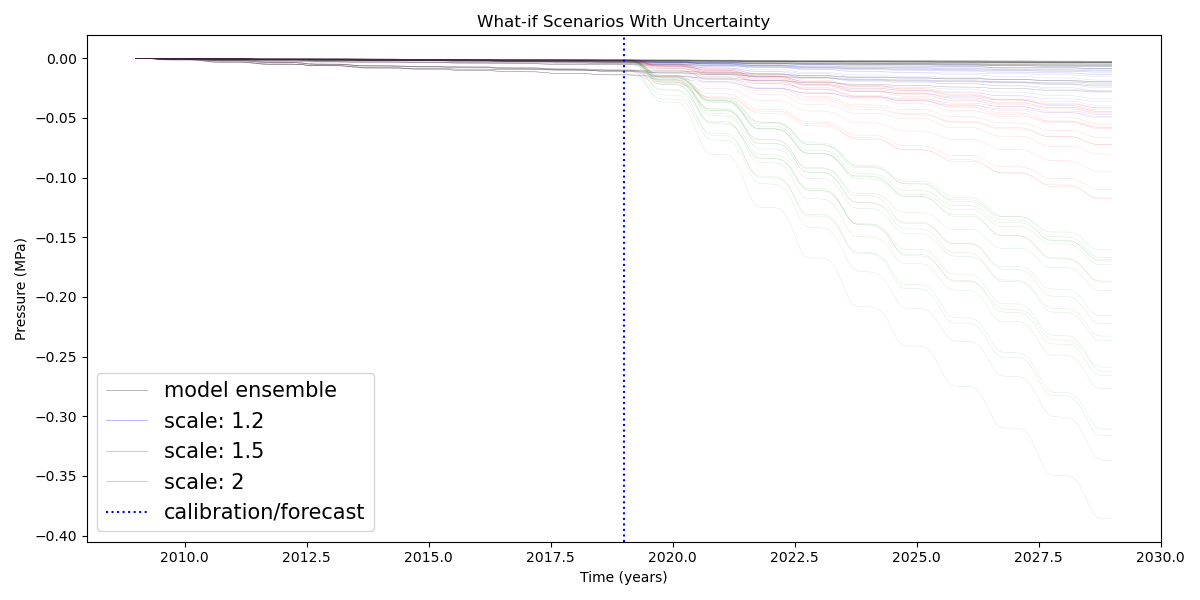 What-if Scenarios With Uncertainty
0.00
−0.05
−0.10
−0.15
−0.20
−0.25
−0.30
−0.35
−0.40
Pressure (MPa)
model ensemble
scale: 1.2
scale: 1.5
scale: 2
calibration/forecast
2010.0 2012.5 2015.0 2017.5 2020.0 2022.5 2025.0 2027.5 2030.0
Time (years)